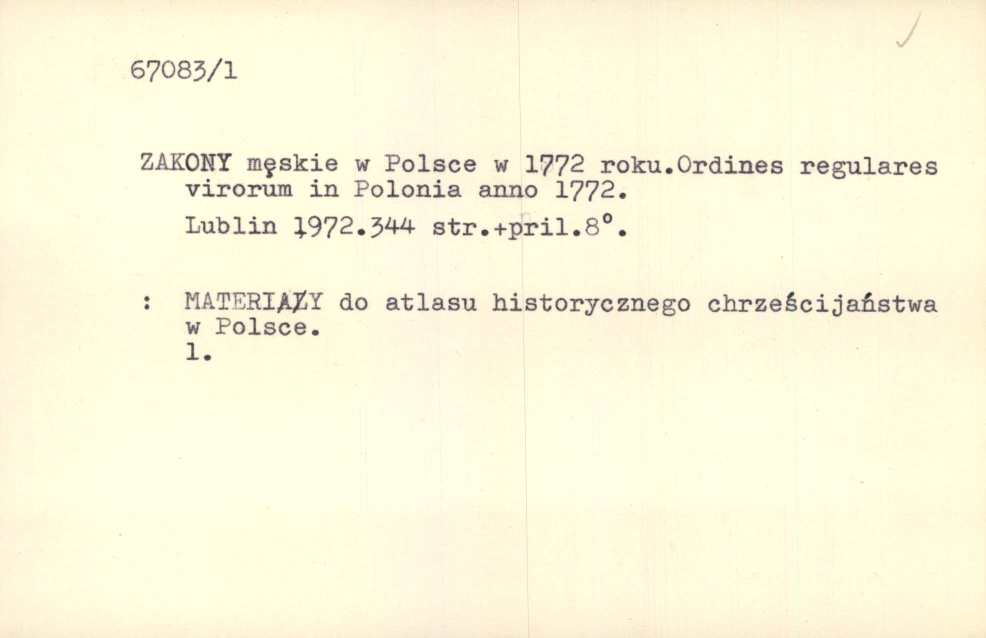 67083/1
ZAKONY męskie w Polsce w 1772 roku.Ordines regulares
virorum in Polonia anno 1772.
Lublin 1972.344 str.+pril.8°.
: MATERIAŁY do atlasu historycznego chrześcijaństwa
w Polsce.
1.